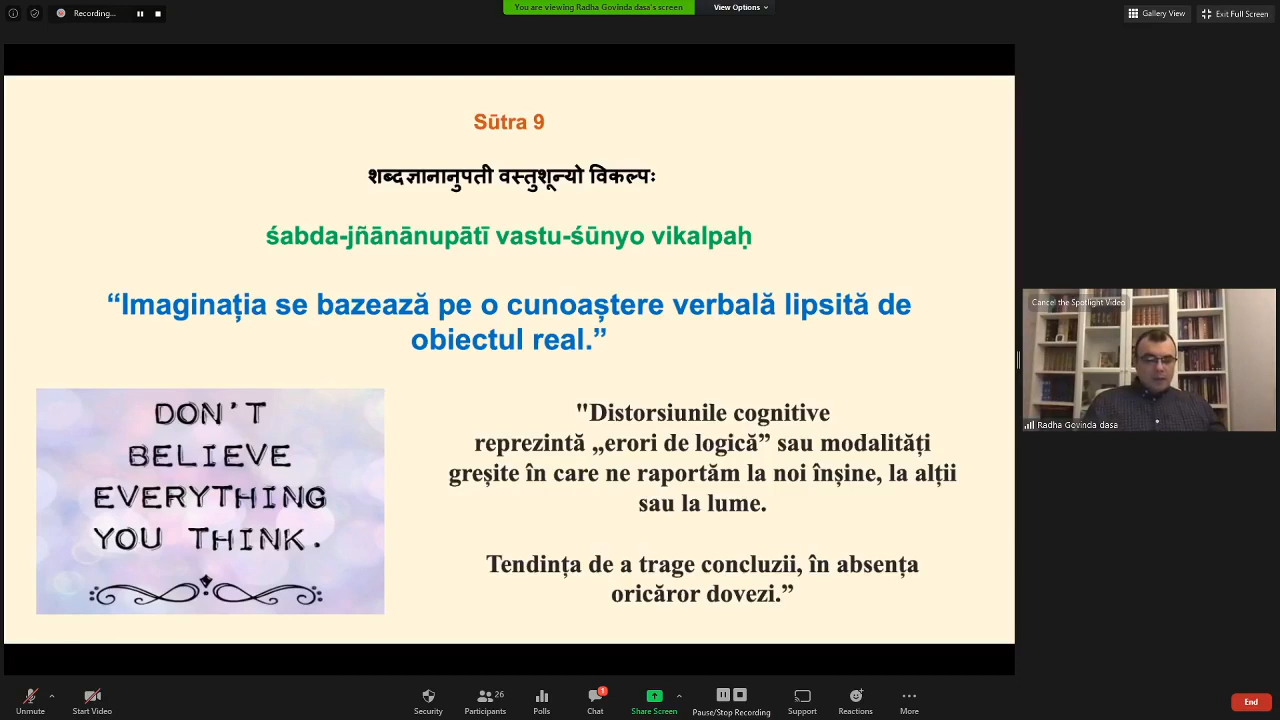 Recording...
You are viewing Radha Govinda dasa's screen
View Options
Gallery View
Exit Full Screen
Sūtra 9
शब्दज्ञानानुपती वस्तुशून्यो विकल्पः
śabda-jñānānupātī vastu-śūnyo vikalpaḥ
“Imaginația se bazează pe o cunoaștere verbală lipsită de
obiectul real.”
DON'T
BELIEVE
EVERYTHING
YOU THINK.
"Distorsiunile cognitive
reprezintă „erori de logică” sau modalități
greșite în care ne raportăm la noi înșine, la alții
sau la lume.
Tendința de a trage concluzii, în absența
oricăror dovezi.”
Cancel the Spotlight Video
Radha Govinda dasa
Unmute
Start Video
Security
Participants
26
Polls
Chat
1
Share Screen
Pause/Stop Recording
Support
Reactions
More
End